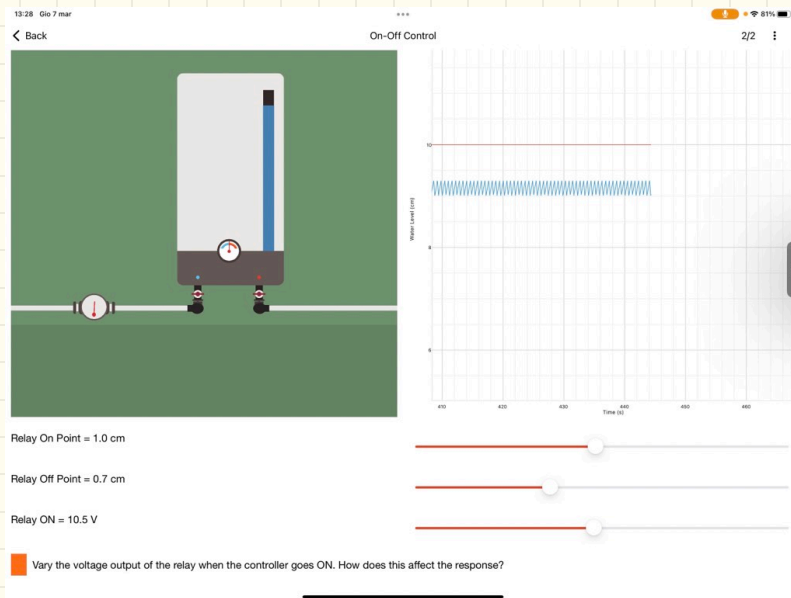 13:28 Gio 7 mar
81%
Back
On-Off Control
2/2
Water Level (cm)
10
8
6
410 420 430 440 450 460
Time (s)
Relay On Point = 1.0 cm
Relay Off Point = 0.7 cm
Relay ON = 10.5 V
Vary the voltage output of the relay when the controller goes ON. How does this affect the response?